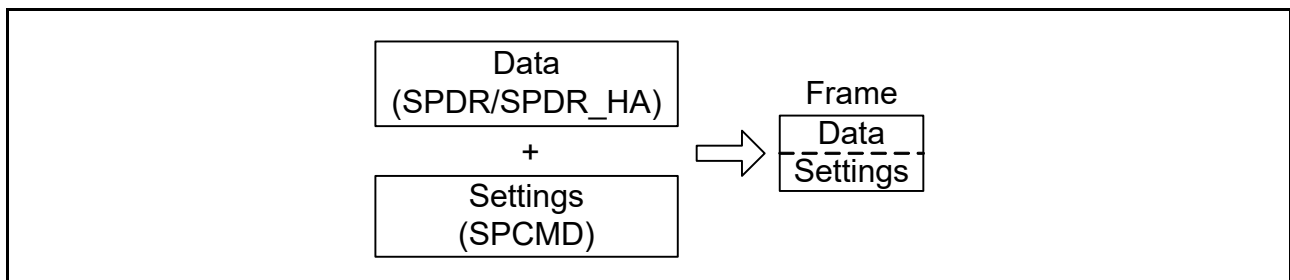 Data
(SPDR/SPDR_HA)
+
Settings
(SPCMD)
Frame
Data
Settings